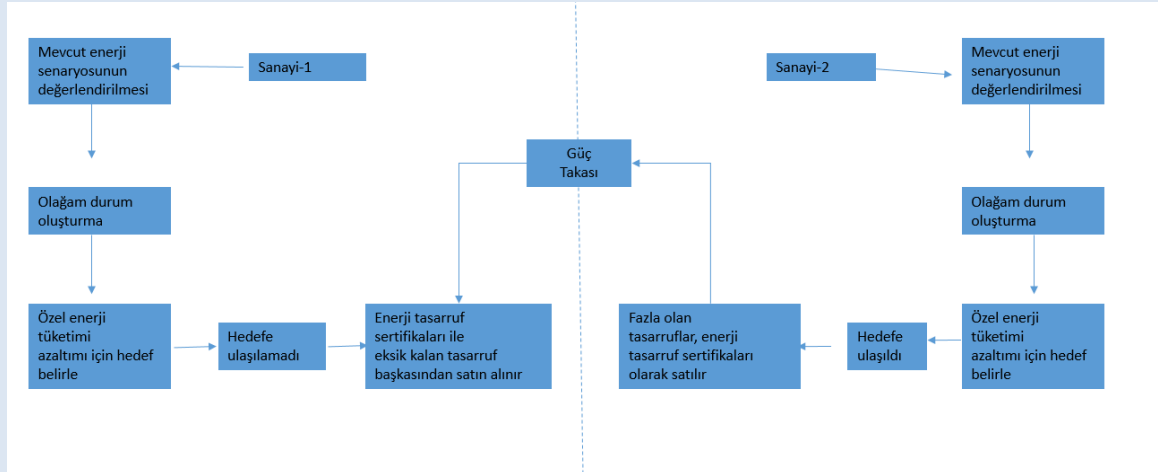 Mevcut enerji
senaryosunun
değerlendirilmesi
Sanayi-1
Olağam durum
oluşturma
Özel enerji
tüketimi
azaltımı için hedef
belirle
Hedefe
ulaşılamadı
Enerji tasarruf
sertifikaları ile
eksik kalan tasarruf
başkasından satın alınır
Güç
Takası
Sanayi-2
Mevcut enerji
senaryosunun
değerlendirilmesi
Olağam durum
oluşturma
Özel enerji
tüketimi
azaltımı için hedef
belirle
Hedefe
ulaşıldı
Fazla olan
tasarruflar, enerji
tasarruf sertifikaları
olarak satılır